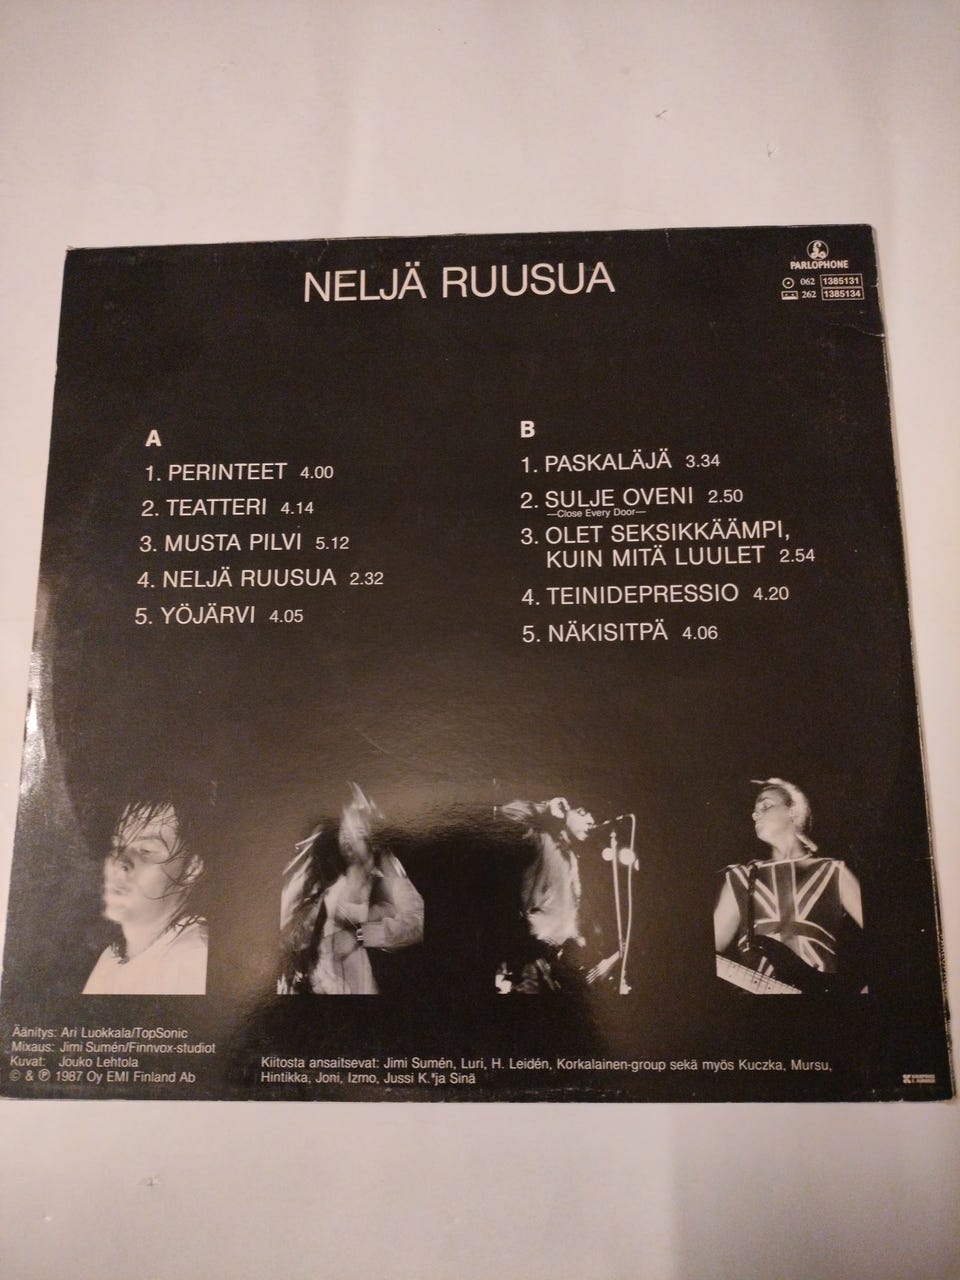 NELJÄ RUUSUA
PARLOPHONE
062 1385131
262 1385134
A
1. PERINTEET 4.00
2. TEATTERI 4.14
3. MUSTA PILVI 5.12
4. NELJÄ RUUSUA 2.32
5. YÖJÄRVI 4.05
B
1. PASKALÄJÄ 3.34
2. SULJE OVENI 2.50
—Close Every Door—
3. OLET SEKSIKKÄÄMPI,
KUIN MITÄ LUULET 2.54
4. TEINIDEPRESSIO 4.20
5. NÄKISITPÄ 4.06
Äänitys: Ari Luokkala/TopSonic
Mixaus: Jimi Sumén/Finnvox-studiot
Kuvat: Jouko Lehtola
© & ℗ 1987 Oy EMI Finland Ab
Kiitosta ansaitsevat: Jimi Sumén, Luri, H. Leidén, Korkalainen-group sekä myös Kuczka, Mursu,
Hintikka, Joni, Izmo, Jussi K.*ja Sinä